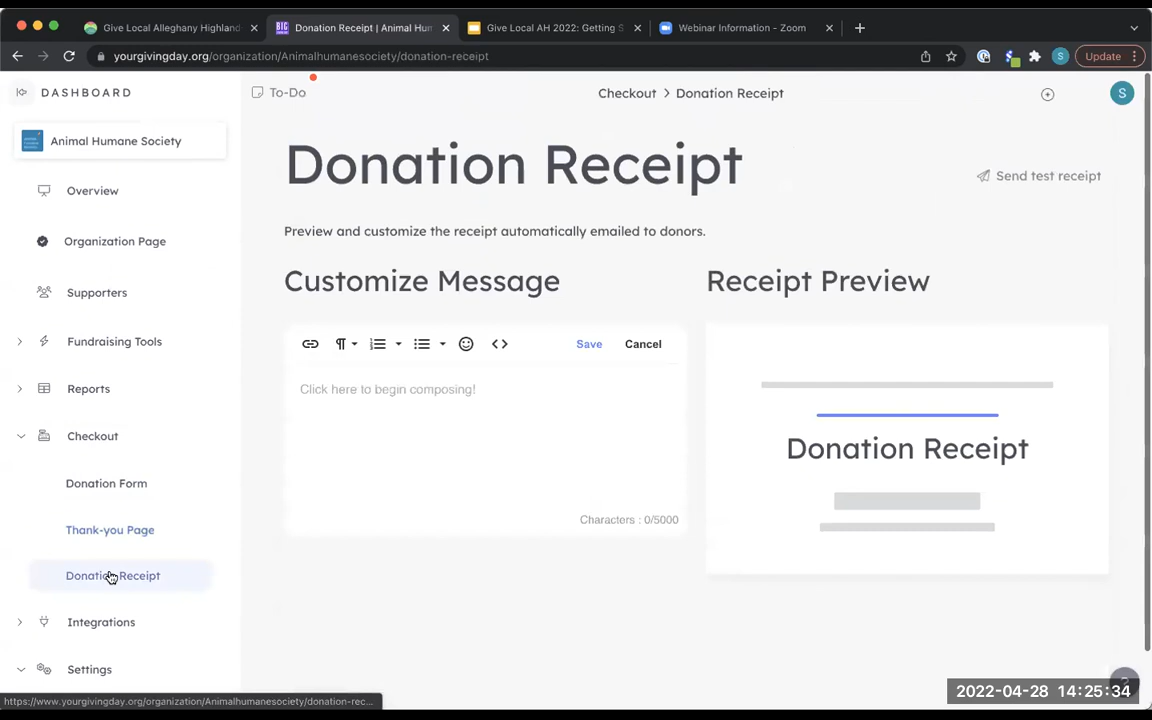 Give Local Alleghany Highland
Donation Receipt | Animal Hum
Give Local AH 2022: Getting S
Webinar Information - Zoom
yourgivingday.org/organization/Animalhumanesociety/donation-receipt
S
Update
DASHBOARD
To-Do
Checkout > Donation Receipt
S
Animal Humane Society
Donation Receipt
Send test receipt
Overview
Preview and customize the receipt automatically emailed to donors.
Organization Page
Customize Message
Receipt Preview
Supporters
Fundraising Tools
Save
Cancel
Reports
Click here to begin composing!
Checkout
Donation Receipt
Donation Form
Characters : 0/5000
Thank-you Page
Donation Receipt
Integrations
Settings
?
2022-04-28 14:25:34
https://www.yourgivingday.org/organization/Animalhumanesociety/donation-rec...